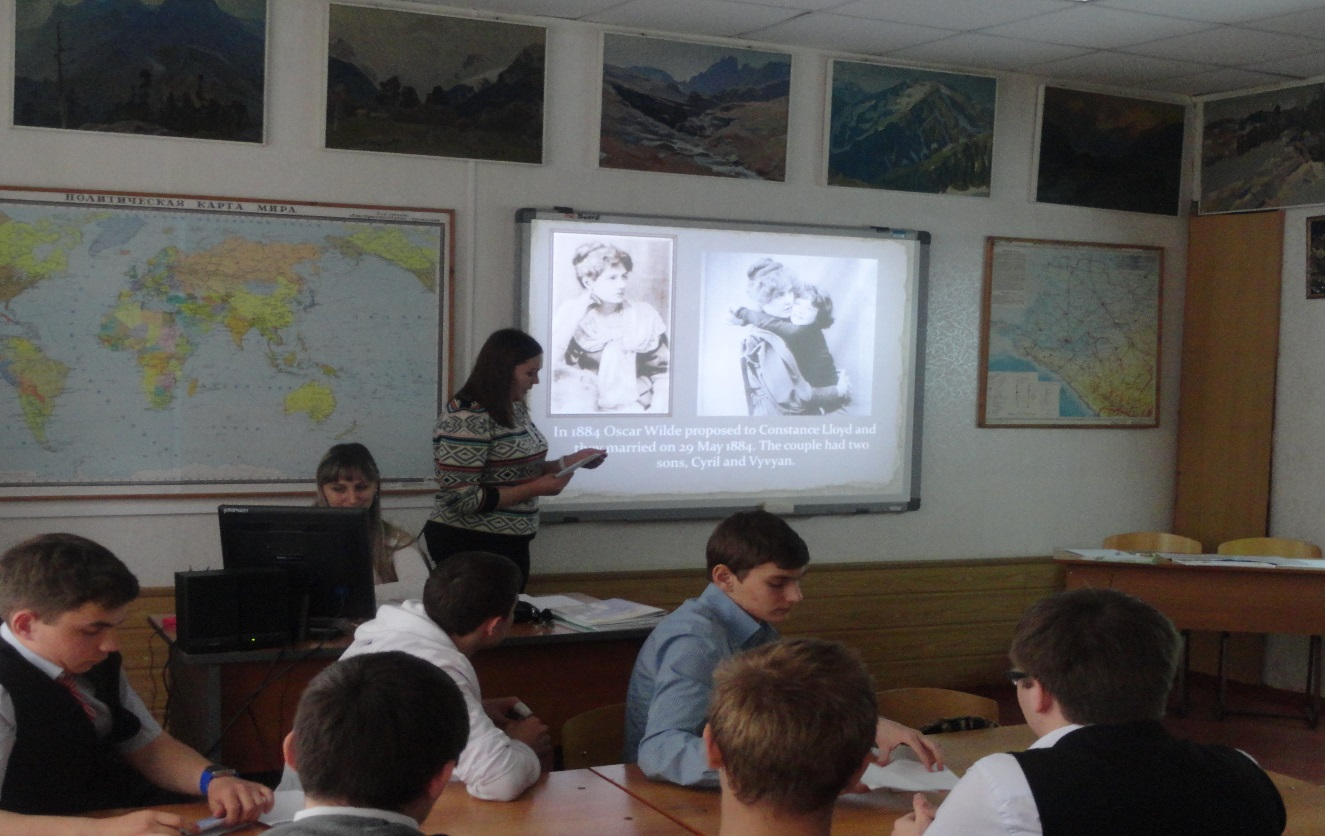 ПОЛИТИЧЕСКАЯ КАРТА МИРА
In 1884 Oscar Wilde proposed to Constance Lloyd and
they married on 29 May 1884. The couple had two
sons, Cyril and Vyvyan.